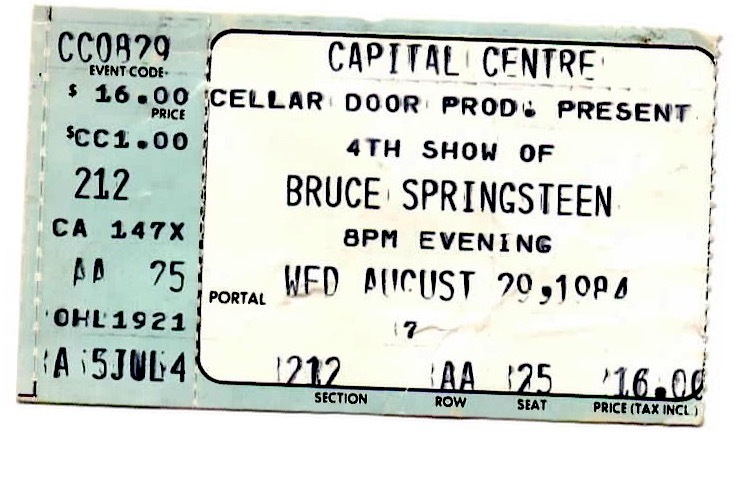 CC0829
EVENT CODE
$ 16.00
PRICE
$CC1.00
212
CA 147X
AA 25
OHL1921
A 5JUL4
CAPITAL CENTRE
CELLAR DOOR PROD. PRESENT
4TH SHOW OF
BRUCE SPRINGSTEEN
8PM EVENING
WED AUGUST 29,1984
PORTAL
7
212 AA 25 16.00
SECTION ROW SEAT PRICE (TAX INCL.)